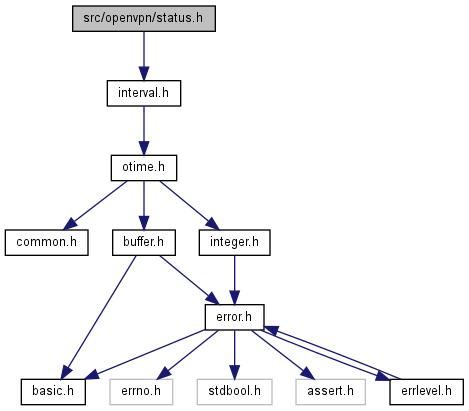 src/openvpn/status.h
interval.h
otime.h
common.h
buffer.h
integer.h
error.h
basic.h
errno.h
stdbool.h
assert.h
errlevel.h